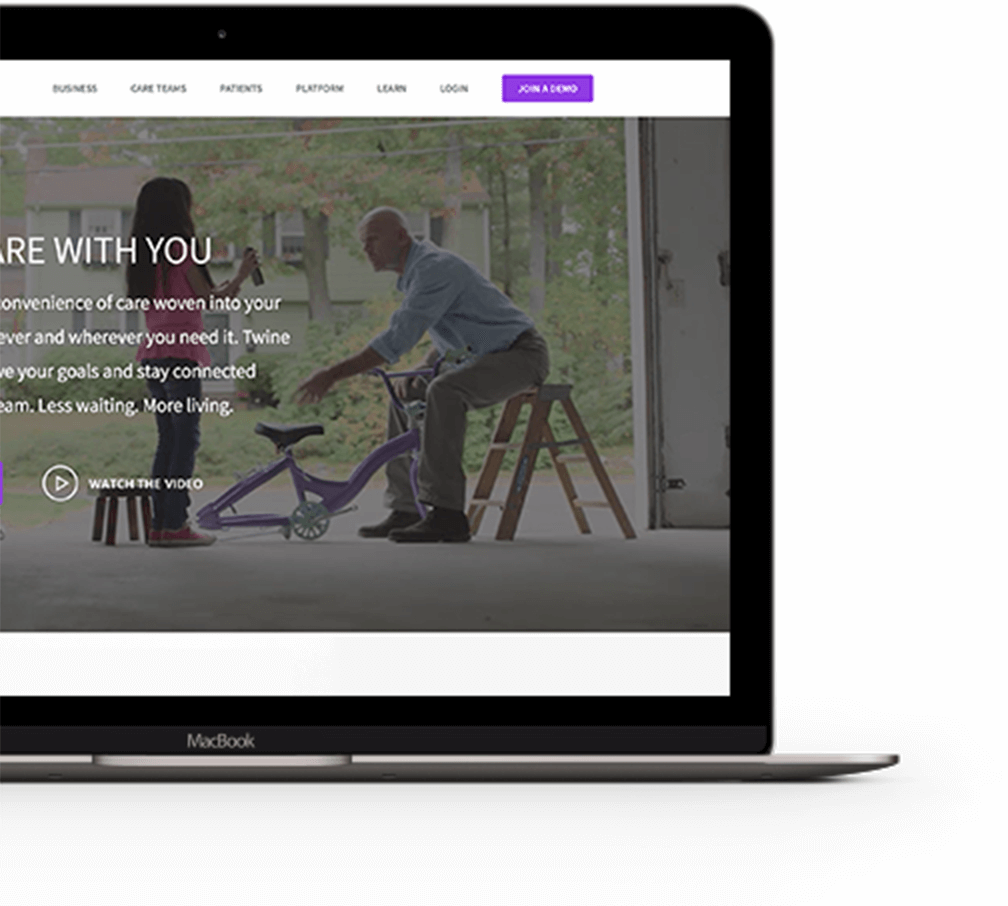 BUSINESS CARE TEAMS PATIENTS PLATFORM LEARN LOGIN JOIN A DEMO
ARE WITH YOU
convenience of care woven into your
ever and wherever you need it. Twine
ve your goals and stay connected
eam. Less waiting. More living.
WATCH THE VIDEO
MacBook